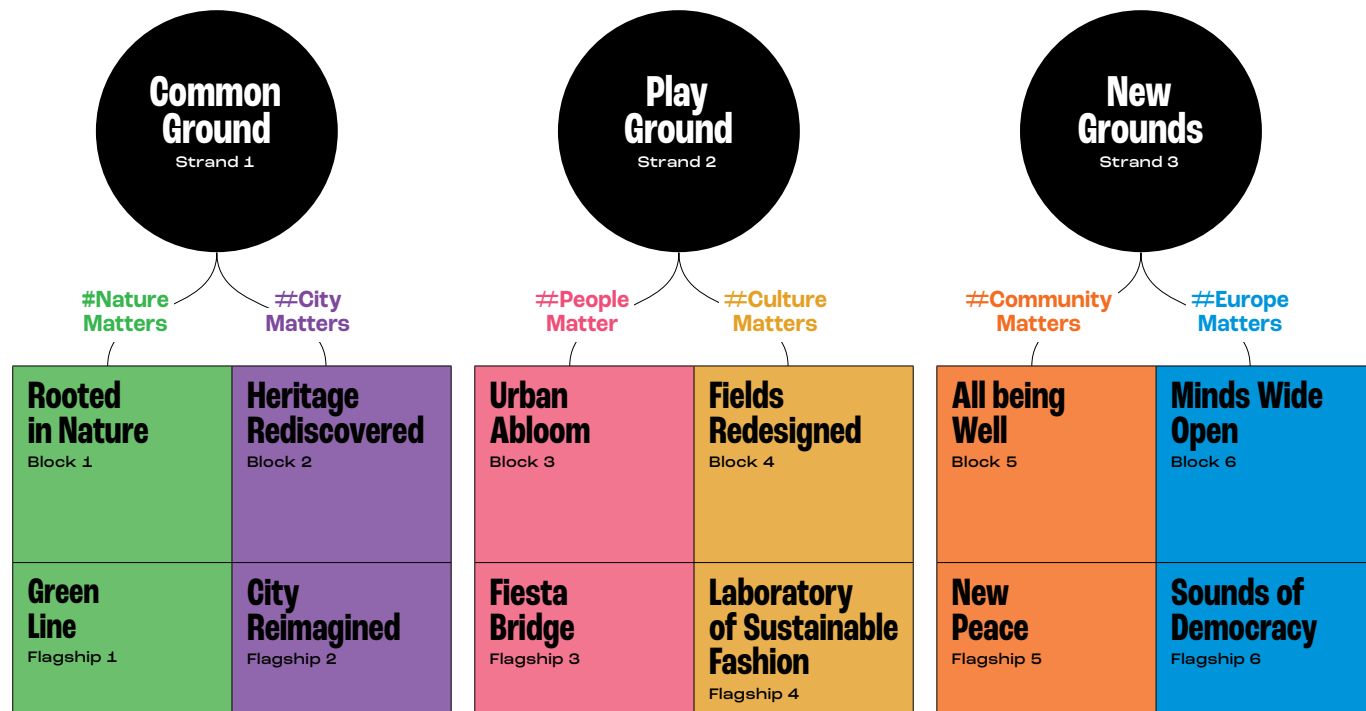 Common
Ground
Strand 1
Play
Ground
Strand 2
New
Grounds
Strand 3
#Nature
Matters
#City
Matters
#People
Matter
#Culture
Matters
#Community
Matters
#Europe
Matters
Rooted
in Nature
Block 1
Heritage
Rediscovered
Block 2
Urban
Abloom
Block 3
Fields
Redesigned
Block 4
All being
Well
Block 5
Minds Wide
Open
Block 6
Green
Line
Flagship 1
City
Reimagined
Flagship 2
Fiesta
Bridge
Flagship 3
Laboratory
of Sustainable
Fashion
Flagship 4
New
Peace
Flagship 5
Sounds of
Democracy
Flagship 6